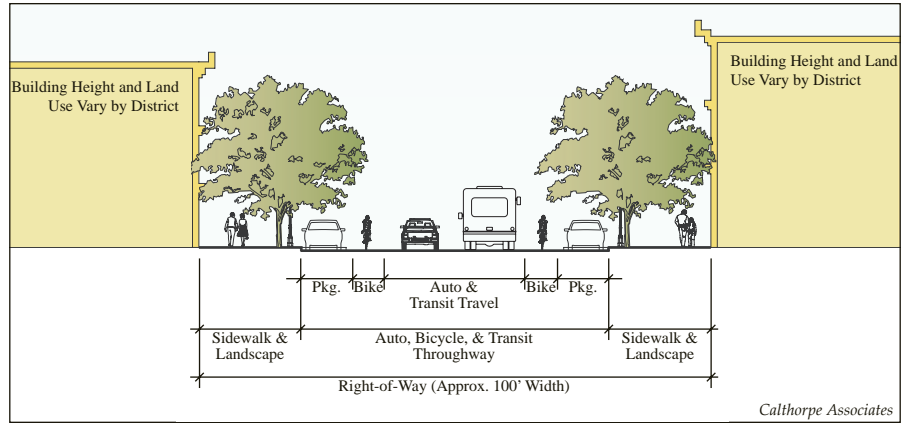 Building Height and Land
Use Vary by District
Building Height and Land
Use Vary by District
Pkg.
Bike
Auto &
Transit Travel
Bike
Pkg.
Sidewalk &
Landscape
Auto, Bicycle, & Transit
Throughway
Sidewalk &
Landscape
Right-of-Way (Approx. 100’ Width)
Calthorpe Associates